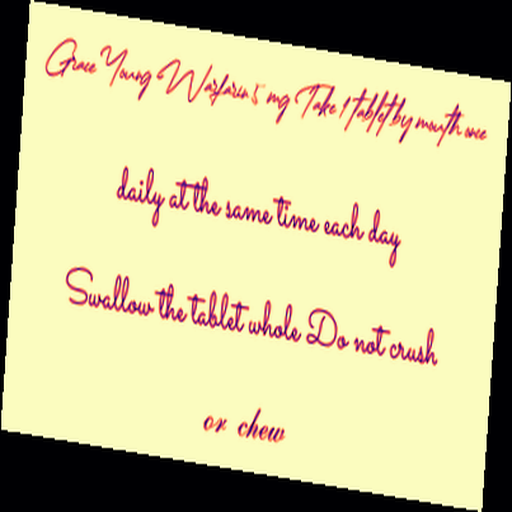 Grace Young Warfarin 5 mg Take 1 tablet by mouth once
daily at the same time each day
Swallow the tablet whole Do not crush
or chew